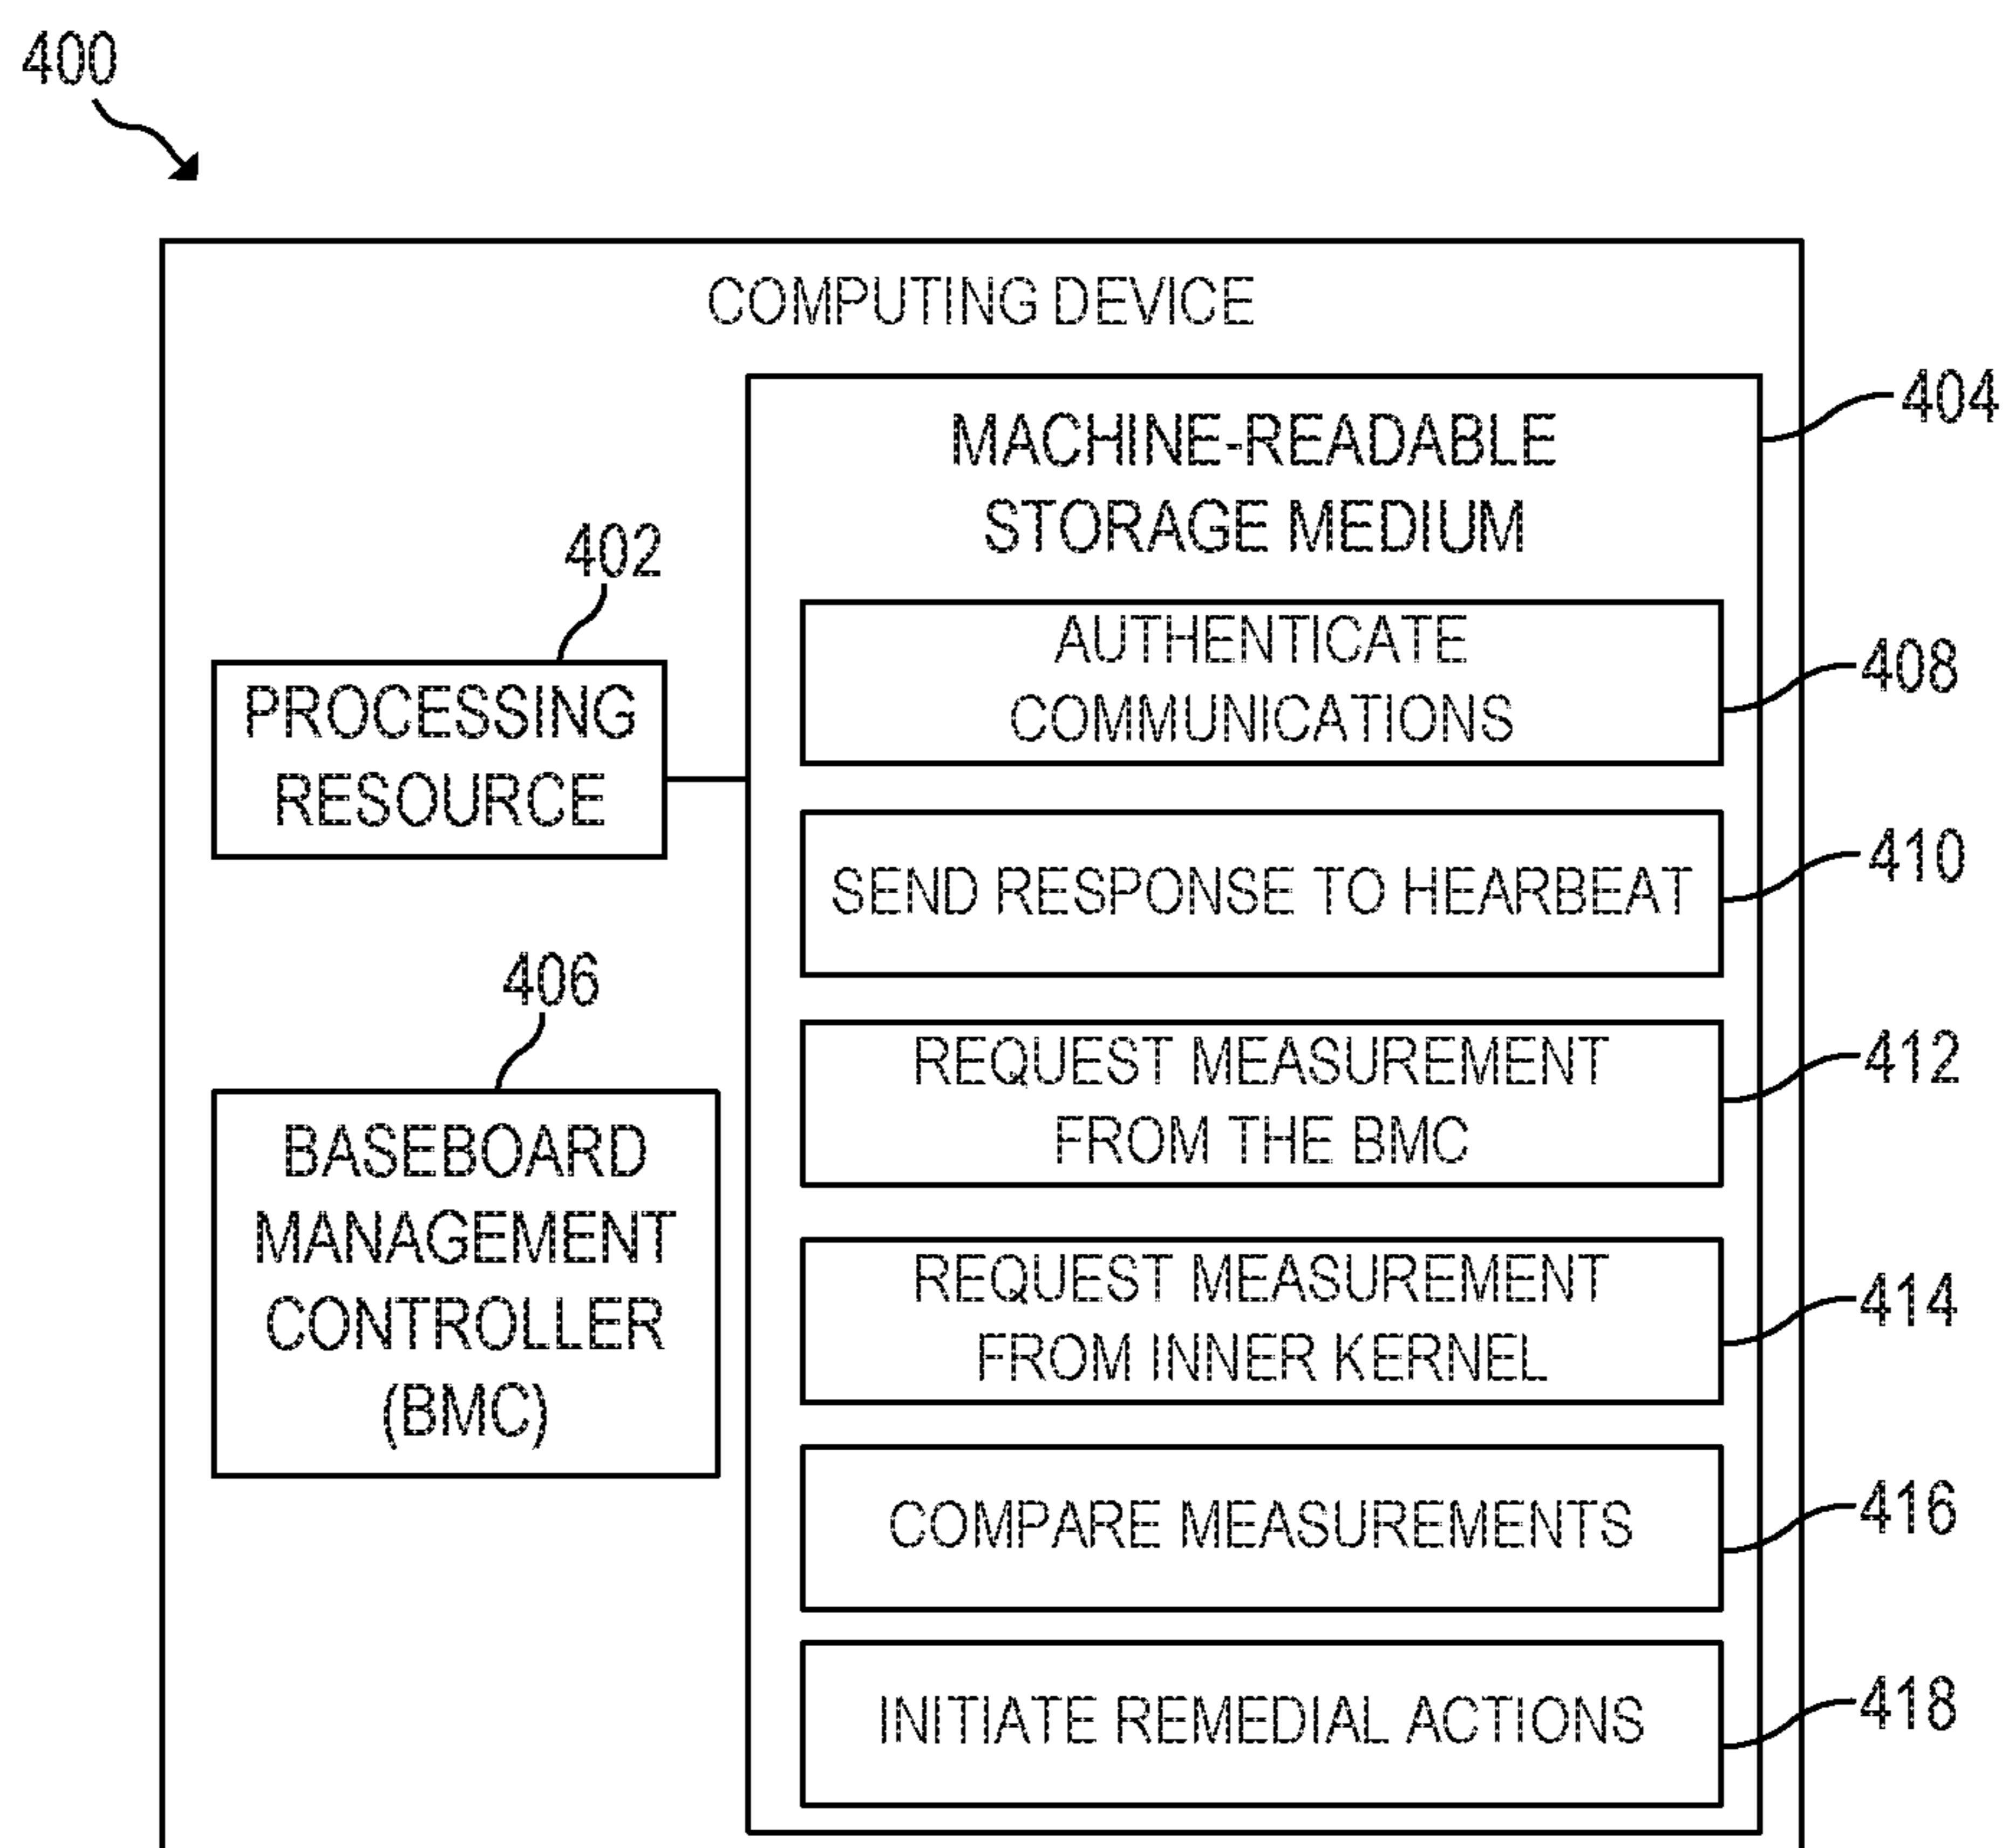 400
COMPUTING DEVICE
404
MACHINE-READABLE
STORAGE MEDIUM
402
PROCESSING
RESOURCE
AUTHENTICATE
COMMUNICATIONS
408
SEND RESPONSE TO HEARBEAT
410
406
BASEBOARD
MANAGEMENT
CONTROLLER
(BMC)
REQUEST MEASUREMENT
FROM THE BMC
412
REQUEST MEASUREMENT
FROM INNER KERNEL
414
COMPARE MEASUREMENTS
416
INITIATE REMEDIAL ACTIONS
418